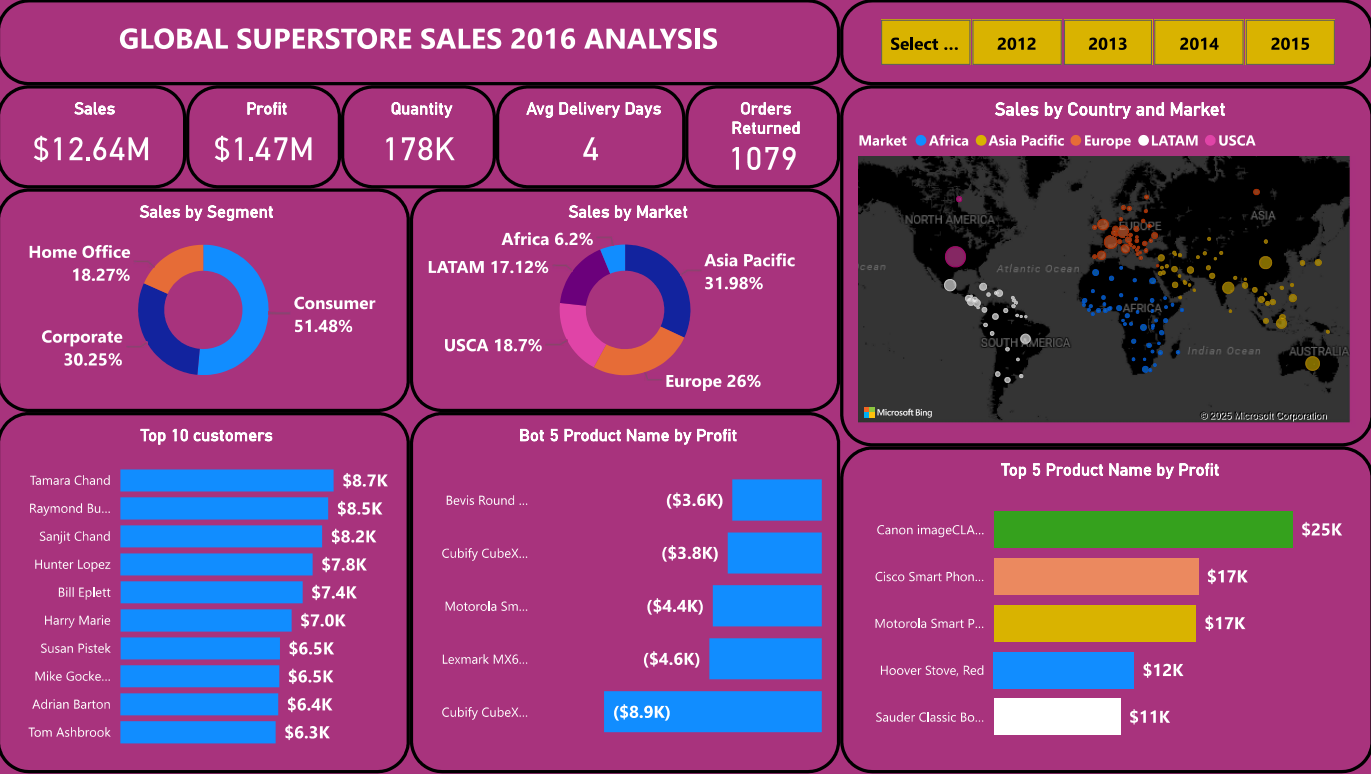 GLOBAL SUPERSTORE SALES 2016 ANALYSIS
Select ...
2012
2013
2014
2015
Sales
$12.64M
Profit
$1.47M
Quantity
178K
Avg Delivery Days
4
Orders
Returned
1079
Sales by Segment
Home Office
18.27%
Consumer
51.48%
Corporate
30.25%
Sales by Market
Africa 6.2%
LATAM 17.12%
Asia Pacific
31.98%
USCA 18.7%
Europe 26%
Sales by Country and Market
Market Africa Asia Pacific Europe LATAM USCA
NORTH AMERICA
EUROPE
ASIA
cean
Atlantic Ocean
AFRICA
SOUTH AMERICA
Indian Ocean
AUSTRALIA
Microsoft Bing
© 2025 Microsoft Corporation
Top 10 customers
Tamara Chand $8.7K
Raymond Bu... $8.5K
Sanjit Chand $8.2K
Hunter Lopez $7.8K
Bill Eplett $7.4K
Harry Marie $7.0K
Susan Pistek $6.5K
Mike Gocke... $6.5K
Adrian Barton $6.4K
Tom Ashbrook $6.3K
Bot 5 Product Name by Profit
Bevis Round ... ($3.6K)
Cubify CubeX... ($3.8K)
Motorola Sm... ($4.4K)
Lexmark MX6... ($4.6K)
Cubify CubeX... ($8.9K)
Top 5 Product Name by Profit
Canon imageCLA... $25K
Cisco Smart Phon... $17K
Motorola Smart P... $17K
Hoover Stove, Red $12K
Sauder Classic Bo... $11K